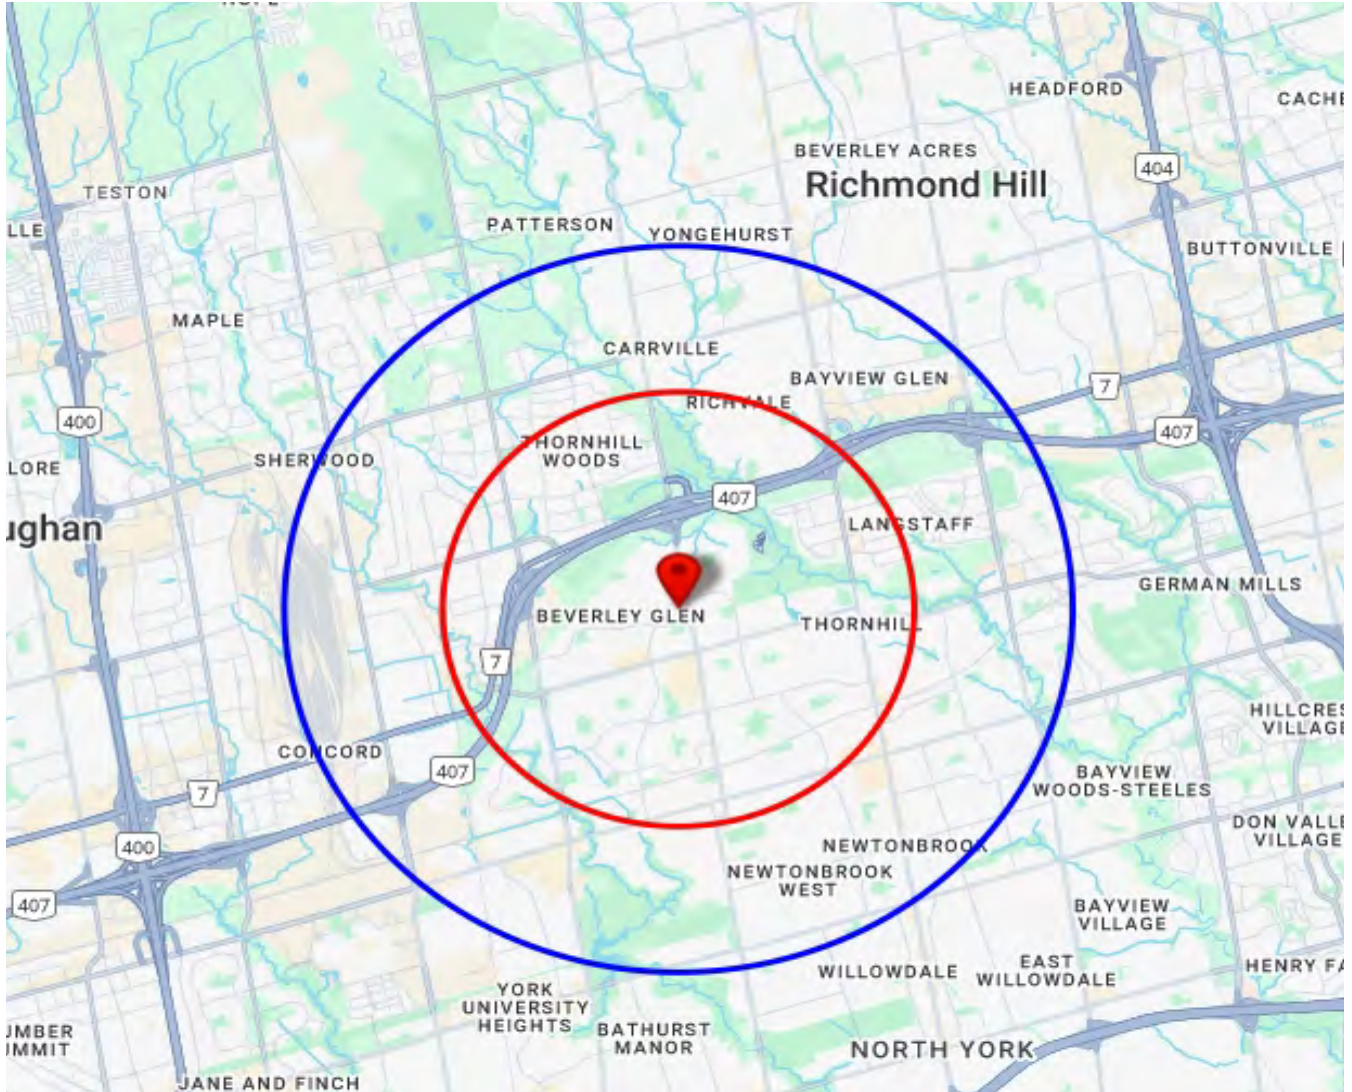 HEADFORD
CACHE
BEVERLEY ACRES
Richmond Hill
404
TESTON
LLE
PATTERSON
YONGEHURST
BUTTONVILLE
MAPLE
CARRVILLE
BAYVIEW GLEN
7
RICHVALE
400
407
THORNHILL
WOODS
LORE
SHERWOOD
407
ughan
LANGSTAFF
GERMAN MILLS
BEVERLEY GLEN
THORNHILL
7
HILLCRES
VILLAGE
CONCORD
407
BAYVIEW
WOODS-STEELES
7
DON VALLE
VILLAGE
400
NEWTONBROOK
NEWTONBROOK
WEST
407
BAYVIEW
VILLAGE
WILLOWDALE
EAST
WILLOWDALE
HENRY FA
YORK
UNIVERSITY
HEIGHTS
BATHURST
MANOR
UMBER
UMMIT
NORTH YORK
JANE AND FINCH